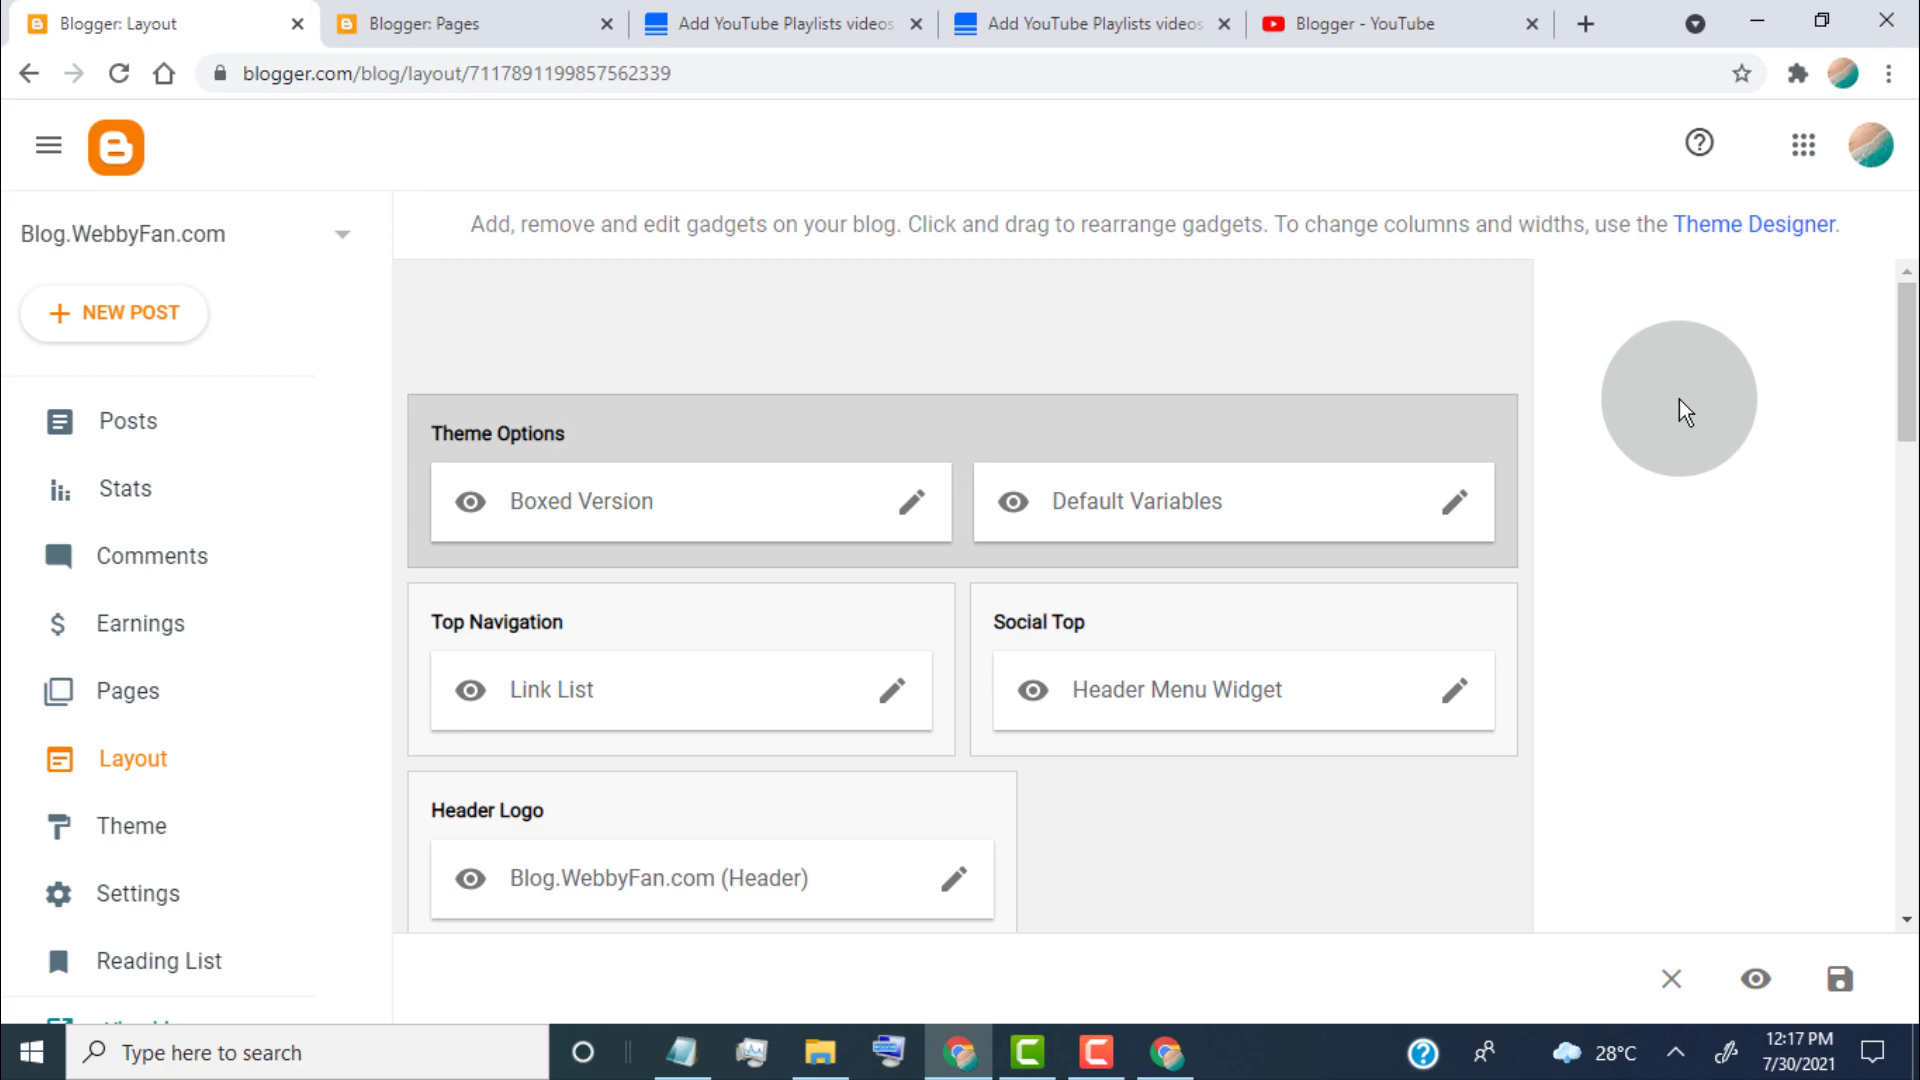 Blogger: Layout
Blogger: Pages
Add YouTube Playlists videos
Add YouTube Playlists videos
Blogger - YouTube
blogger.com/blog/layout/7117891199857562339
Blog.WebbyFan.com
Add, remove and edit gadgets on your blog. Click and drag to rearrange gadgets. To change columns and widths, use the Theme Designer.
NEW POST
Posts
Stats
Comments
Earnings
Pages
Layout
Theme
Settings
Reading List
Theme Options
Boxed Version
Default Variables
Top Navigation
Link List
Social Top
Header Menu Widget
Header Logo
Blog.WebbyFan.com (Header)
Type here to search
28°C
12:17 PM
7/30/2021